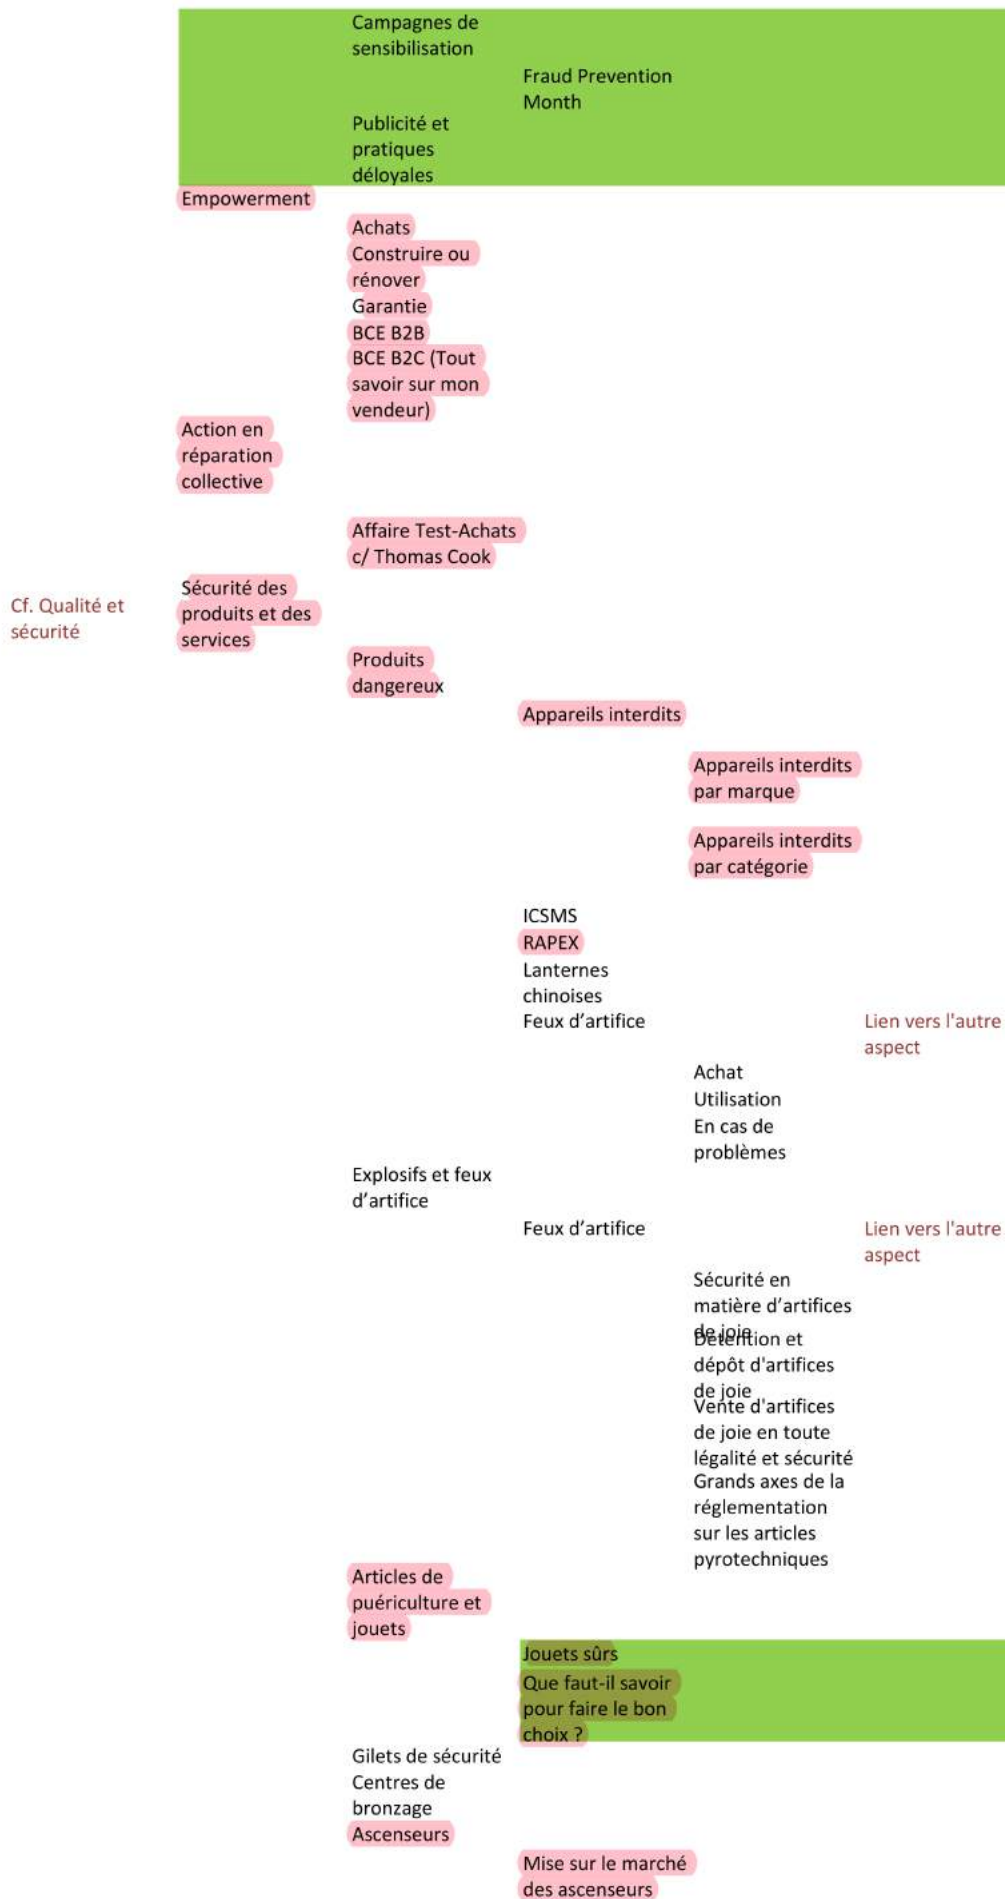 Campagnes de
sensibilisation
Fraud Prevention
Month
Publicité et
pratiques
déloyales
Empowerment
Achats
Construire ou
rénover
Garantie
BCE B2B
BCE B2C (Tout
savoir sur mon
vendeur)
Action en
réparation
collective
Affaire Test-Achats
c/ Thomas Cook
Cf. Qualité et
sécurité
Sécurité des
produits et des
services
Produits
dangereux
Appareils interdits
Appareils interdits
par marque
Appareils interdits
par catégorie
ICSMS
RAPEX
Lanternes
chinoises
Feux d’artifice
Lien vers l'autre
aspect
Achat
Utilisation
En cas de
problèmes
Explosifs et feux
d’artifice
Feux d’artifice
Lien vers l'autre
aspect
Sécurité en
matière d’artifices
de joie
Détention et
dépôt d'artifices
de joie
Vente d'artifices
de joie en toute
légalité et sécurité
Grands axes de la
réglementation
sur les articles
pyrotechniques
Articles de
puériculture et
jouets
Jouets sûrs
Que faut-il savoir
pour faire le bon
choix ?
Gilets de sécurité
Centres de
bronzage
Ascenseurs
Mise sur le marché
des ascenseurs